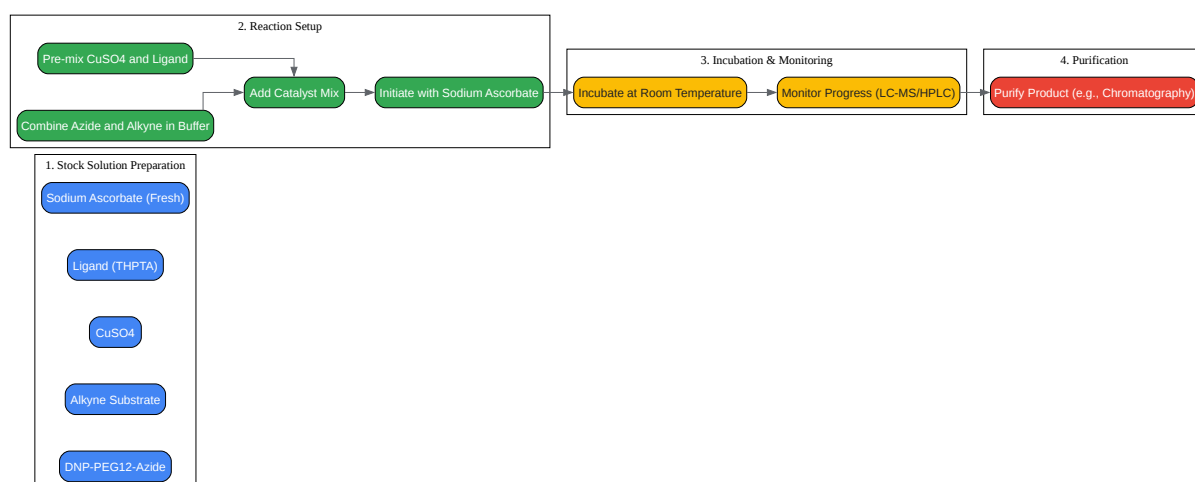 2. Reaction Setup
Pre-mix CuSO4 and Ligand
Combine Azide and Alkyne in Buffer
Add Catalyst Mix
Initiate with Sodium Ascorbate
3. Incubation & Monitoring
Incubate at Room Temperature
Monitor Progress (LC-MS/HPLC)
4. Purification
Purify Product (e.g., Chromatography)
1. Stock Solution Preparation
Sodium Ascorbate (Fresh)
Ligand (THPTA)
CuSO4
Alkyne Substrate
DNP-PEG12-Azide